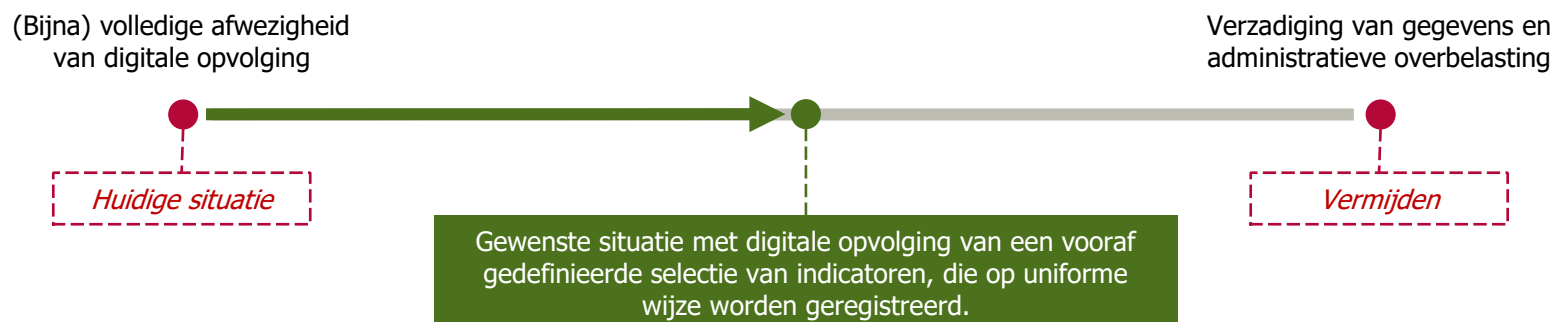 (Bijna) volledige afwezigheid
van digitale opvolging
Verzadiging van gegevens en
administratieve overbelasting
Huidige situatie
Vermijden
Gewenste situatie met digitale opvolging van een vooraf
gedefinieerde selectie van indicatoren, die op uniforme
wijze worden geregistreerd.